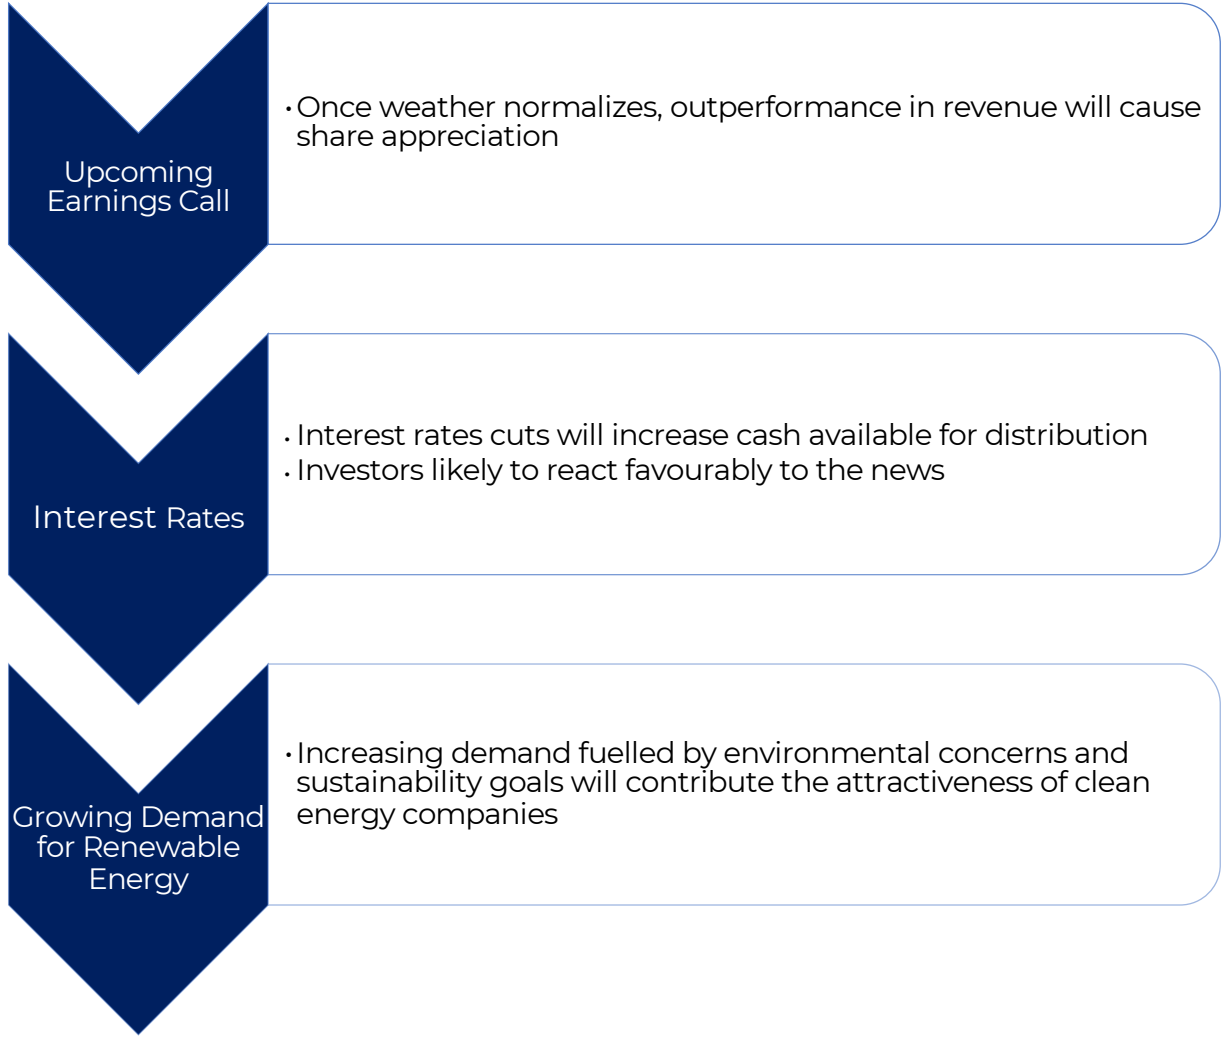 Upcoming
Earnings Call
• Once weather normalizes, outperformance in revenue will cause
share appreciation
Interest Rates
• Interest rates cuts will increase cash available for distribution
• Investors likely to react favourably to the news
Growing Demand
for Renewable
Energy
• Increasing demand fuelled by environmental concerns and
sustainability goals will contribute the attractiveness of clean
energy companies